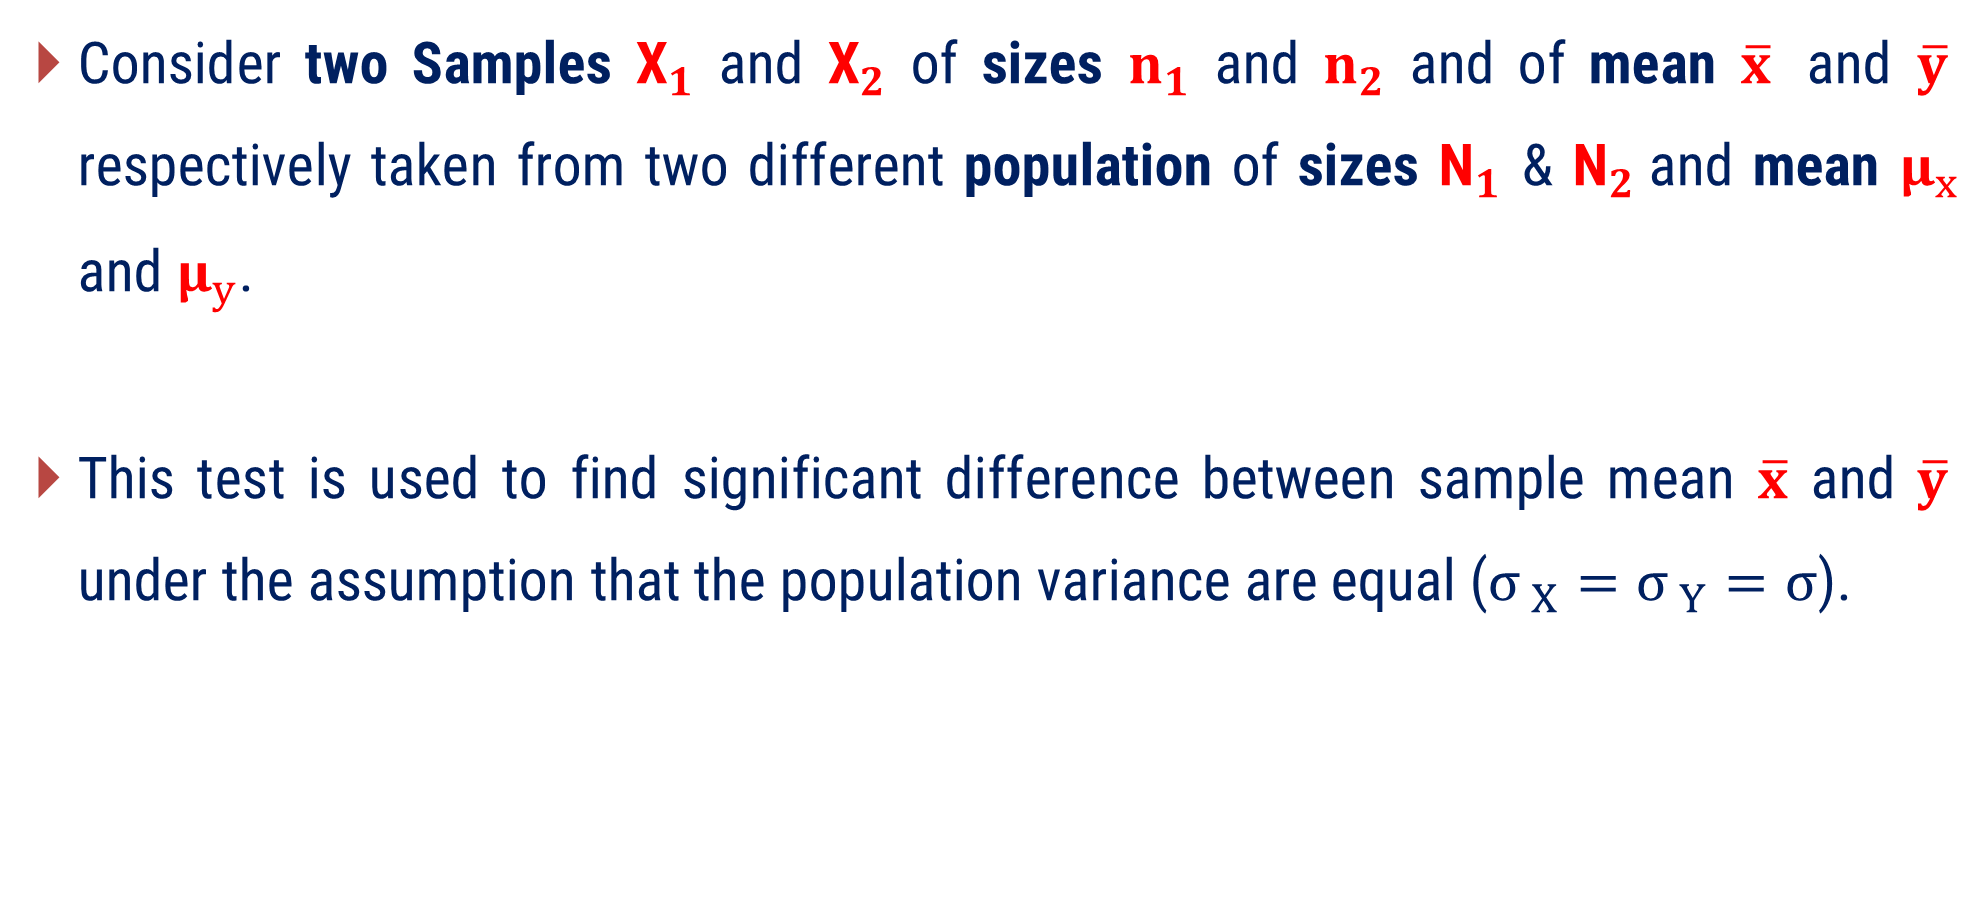 Consider two Samples X₁ and X₂ of sizes n₁ and n₂ and of mean x̅ and y̅
respectively taken from two different population of sizes N₁ & N₂ and mean μₓ
and μᵧ.
This test is used to find significant difference between sample mean x̅ and y̅
under the assumption that the population variance are equal (σ X = σ Y = σ).